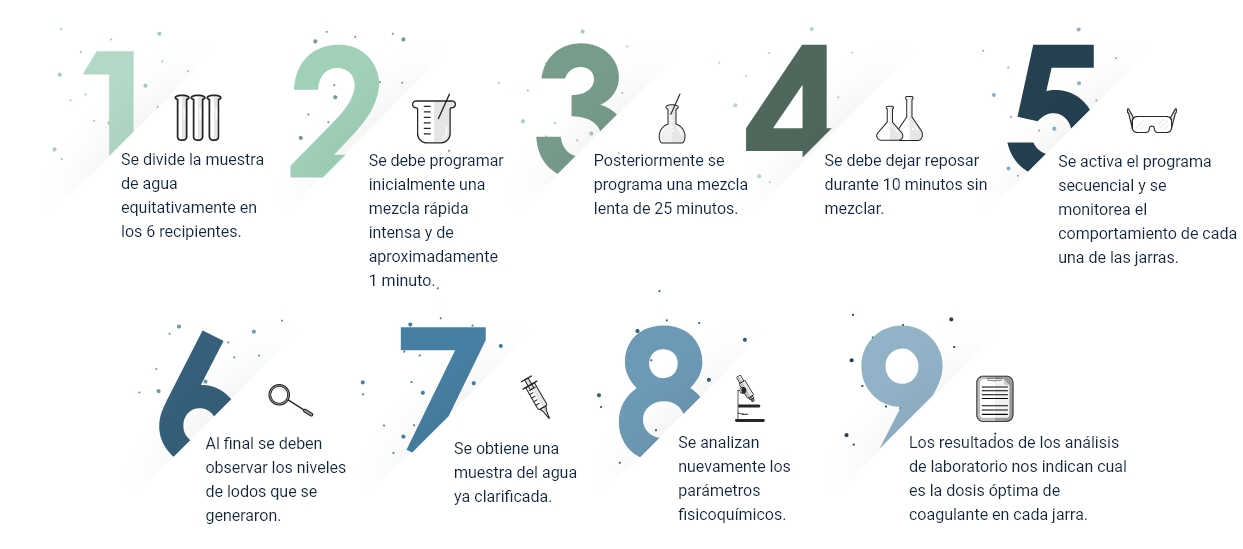 1
Se divide la muestra
de agua
equitativamente en
los 6 recipientes.
2
Se debe programar
inicialmente una
mezcla rápida
intensa y de
aproximadamente
1 minuto.
3
Posteriormente se
programa una mezcla
lenta de 25 minutos.
4
Se debe dejar reposar
durante 10 minutos sin
mezclar.
5
Se activa el programa
secuencial y se
monitorea el
comportamiento de cada
una de las jarras.
6
Al final se deben
observar los niveles
de lodos que se
generaron.
7
Se obtiene una
muestra del agua
ya clarificada.
8
Se analizan
nuevamente los
parámetros
fisicoquímicos.
9
Los resultados de los análisis
de laboratorio nos indican cual
es la dosis óptima de
coagulante en cada jarra.